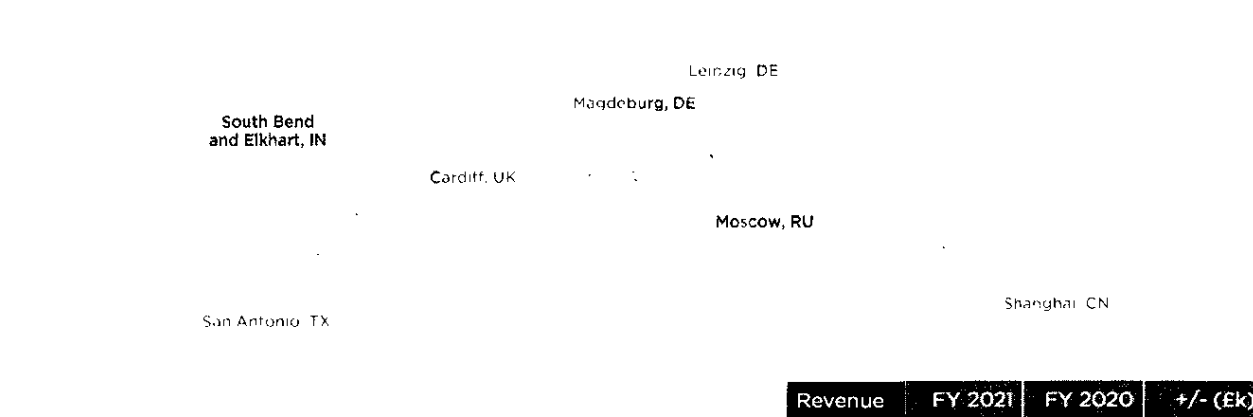 Leipzig DE
Magdeburg, DE
South Bend
and Elkhart, IN
Cardiff, UK
Moscow, RU
Shanghai CN
San Antonio TX
Revenue FY 2021 FY 2020 +/- (£k)